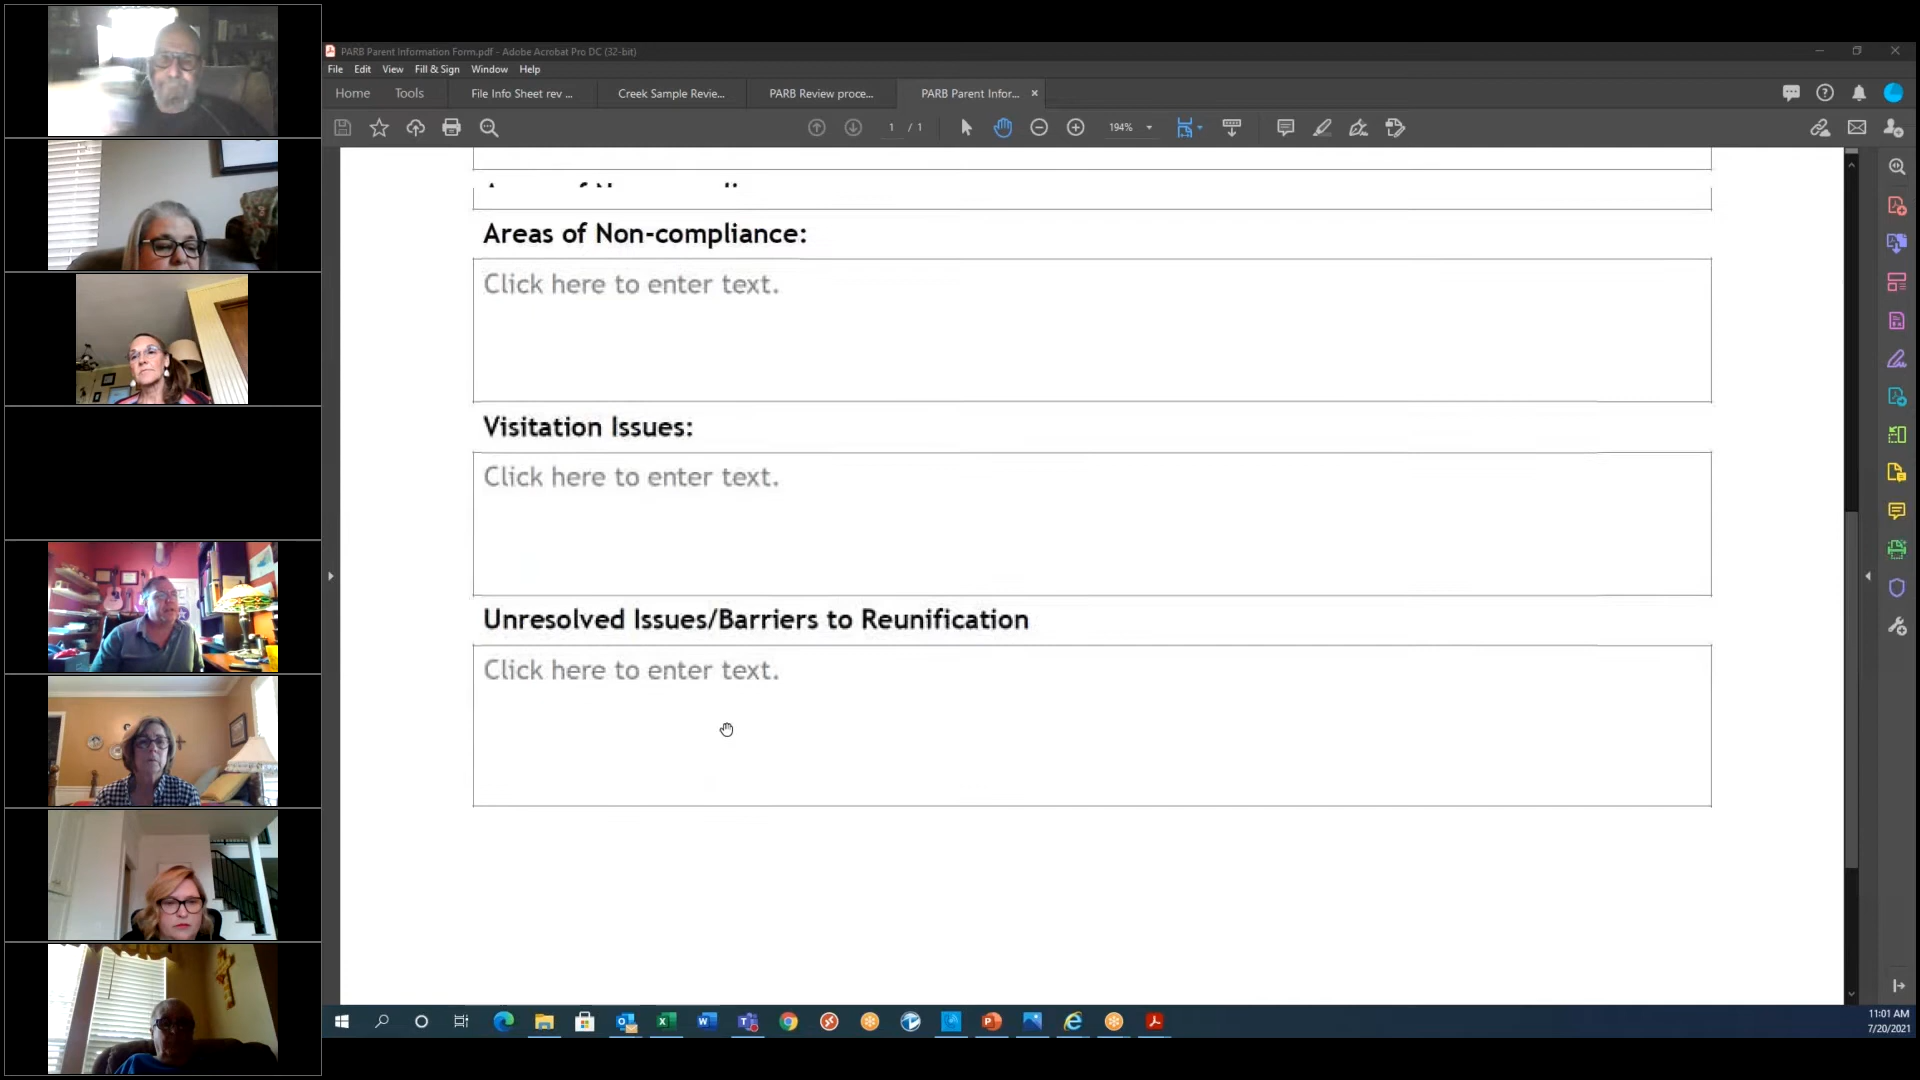 PARB Parent Information Form.pdf - Adobe Acrobat Pro DC (32-bit)
File Edit View Fill & Sign Window Help
Home Tools File Info Sheet rev ... Creek Sample Revie... PARB Review proce... PARB Parent Infor... ×
1 / 1 194%
Areas of Non-compliance:
Click here to enter text.
Visitation Issues:
Click here to enter text.
Unresolved Issues/Barriers to Reunification
Click here to enter text.
11:01 AM
7/20/2021